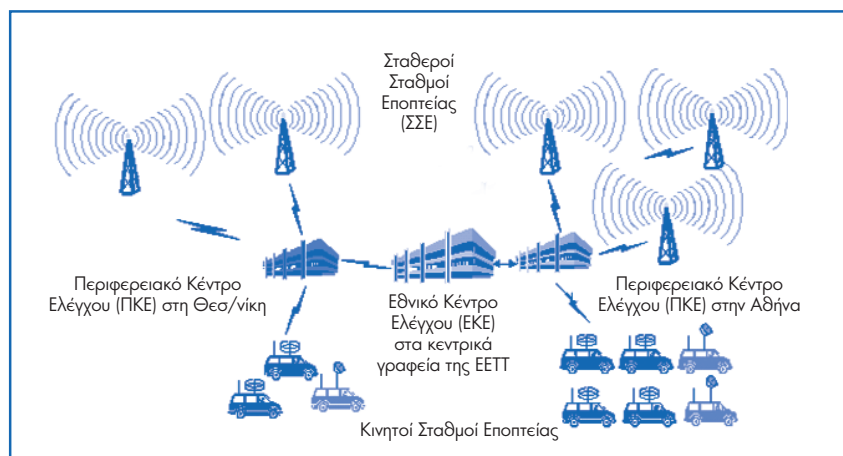 Σταθεροί
Σταθμοί
Εποπτείας
(ΣΣΕ)
Περιφερειακό Κέντρο
Ελέγχου (ΠΚΕ) στη Θεσ/νίκη
Εθνικό Κέντρο
Ελέγχου (ΕΚΕ)
στα κεντρικά
γραφεία της ΕΕΤΤ
Περιφερειακό Κέντρο
Ελέγχου (ΠΚΕ) στην Αθήνα
Κινητοί Σταθμοί Εποπτείας